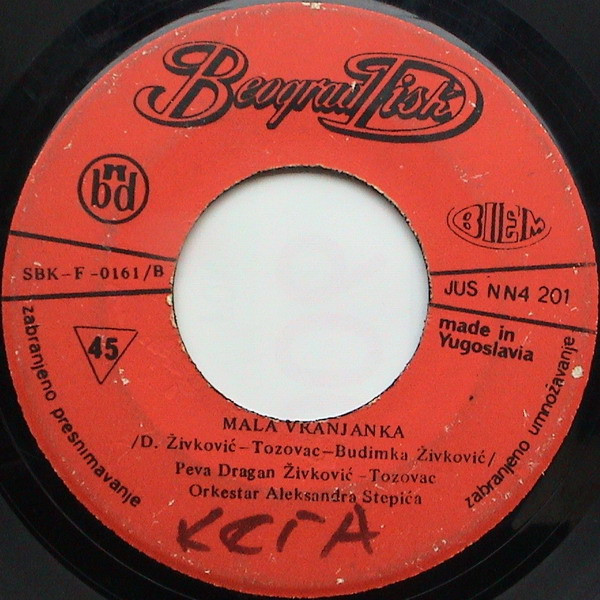 Beograd Disk
bd
BIEM
SBK-F-0161/B
JUS NN4 201
45
made in
Yugoslavia
zabranjeno presnimavanje
zabranjeno umnožavanje
MALA VRANJANKA
/D. Živković-Tozovac-Budimka Živković/
Peva Dragan Živković -Tozovac
Orkestar Aleksandra Stepića